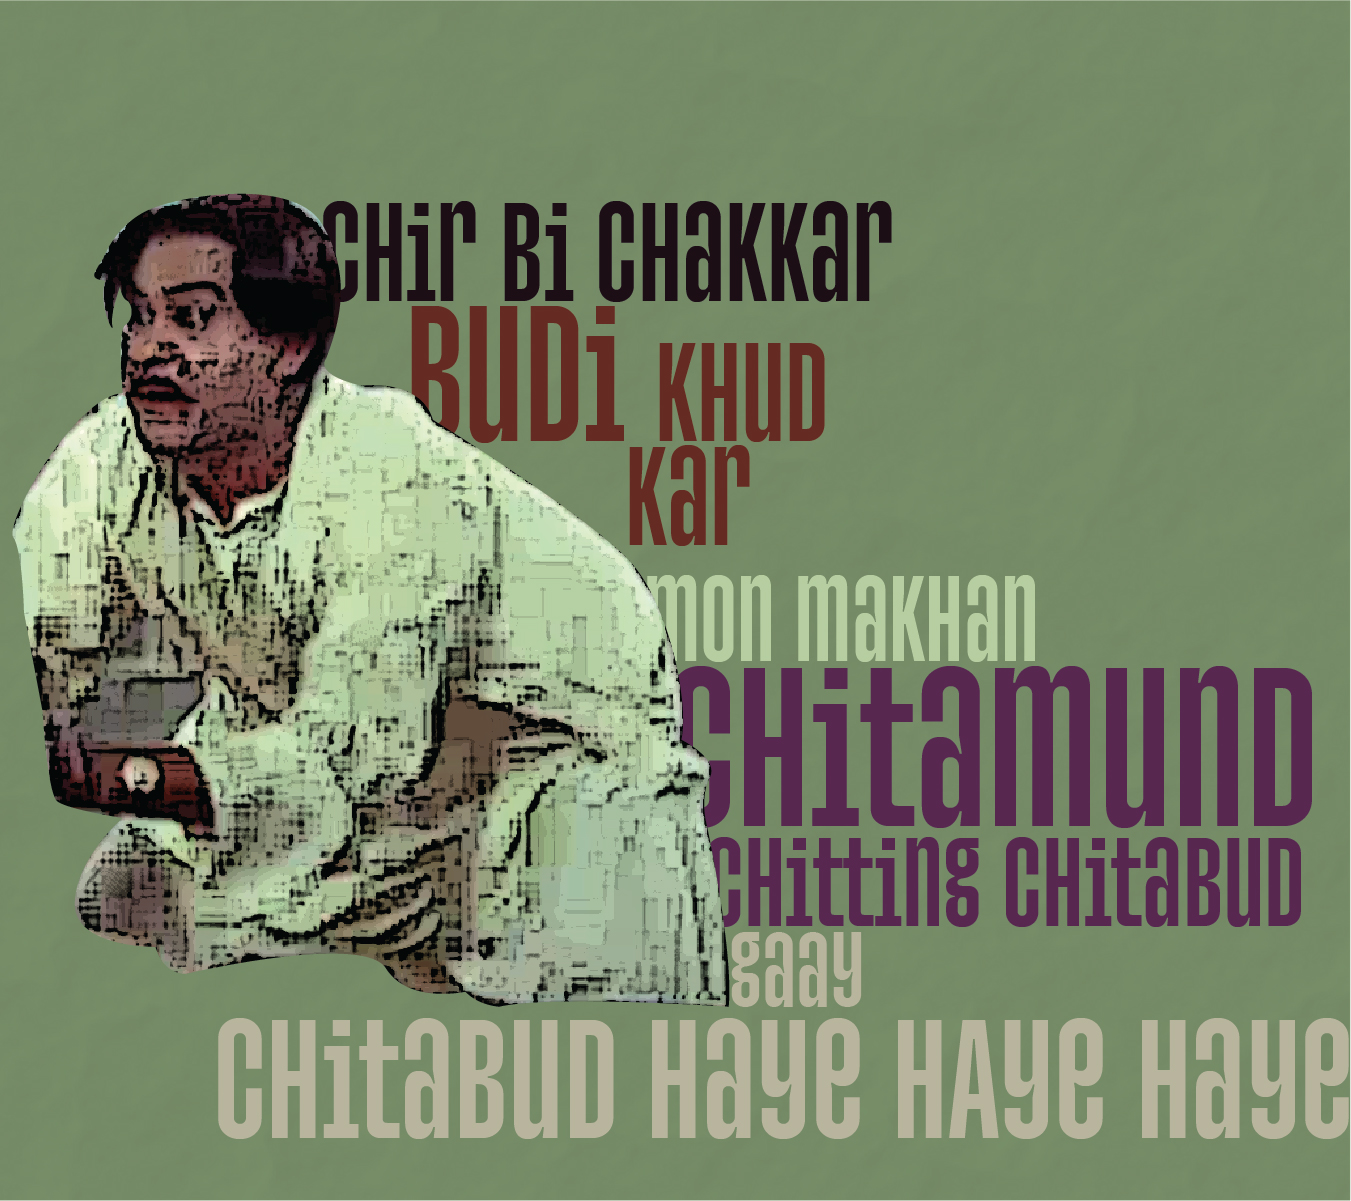 CHir Bi CHaKKar
BUDi KHUD
Kar
mon maKHan
CHitamUnD
CHitting CHitaBUD
gaay
CHitaBUD Haye HAye Haye